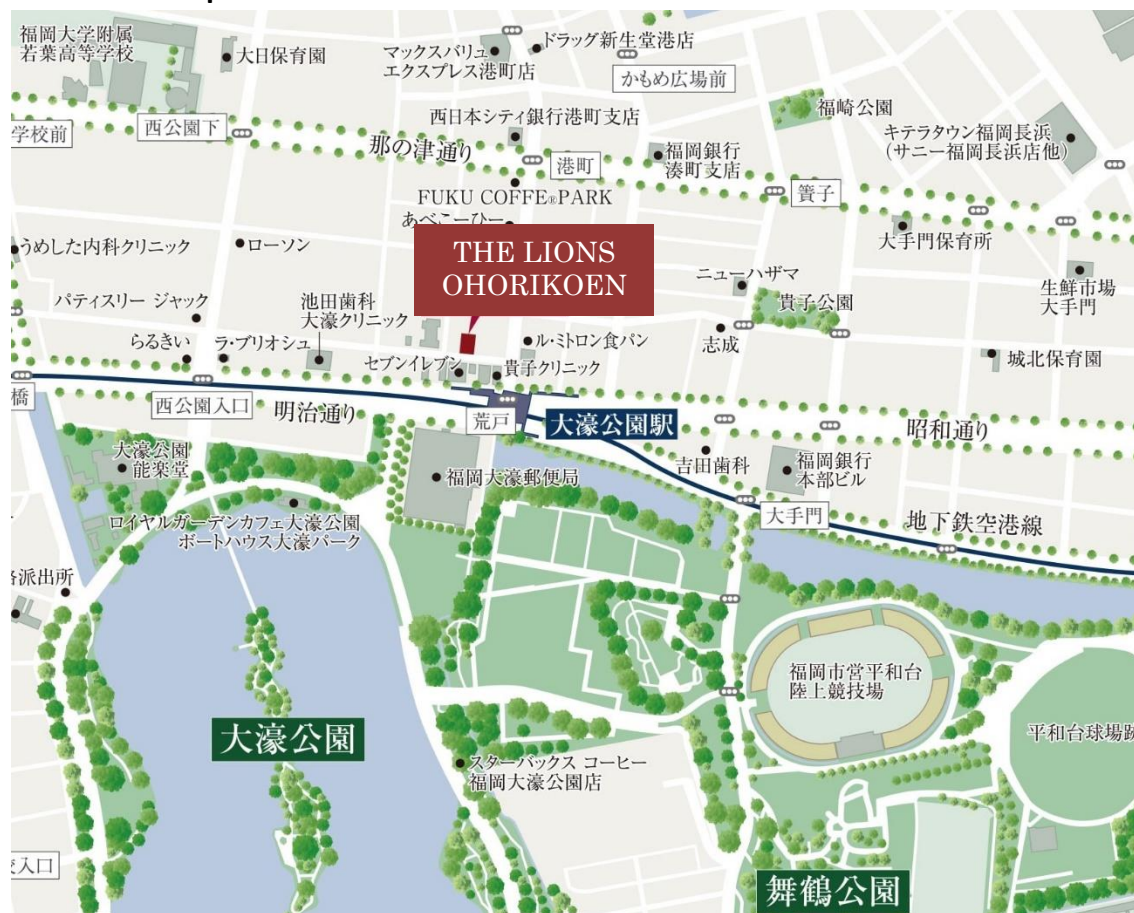 福岡大学附属
若葉高等学校
大日保育園
マックスバリュ
エクスプレス港町店
ドラッグ新生堂港店
かもめ広場前
学校前
西公園下
那の津通り
西日本シティ銀行港町支店
港町
福岡銀行
湊町支店
福崎公園
キテラタウン福岡長浜
(サニー福岡長浜店他)
簀子
FUKU COFFE®PARK
あべこーひー
大手門保育所
うめした内科クリニック
ローソン
THE LIONS
OHORIKOEN
ニューハザマ
貴子公園
生鮮市場
大手門
パティスリー ジャック
池田歯科
大濠クリニック
らるきい
ラ・ブリオシュ
ル・ミトロン食パン
志成
城北保育園
セブンイレブン
貴子クリニック
橋
西公園入口
明治通り
荒戸
大濠公園駅
昭和通り
大濠公園
能楽堂
福岡大濠郵便局
吉田歯科
福岡銀行
本部ビル
ロイヤルガーデンカフェ大濠公園
ボートハウス大濠パーク
大手門
地下鉄空港線
派出所
福岡市営平和台
陸上競技場
大濠公園
スターバックス コーヒー
福岡大濠公園店
平和台球場跡
入口
舞鶴公園